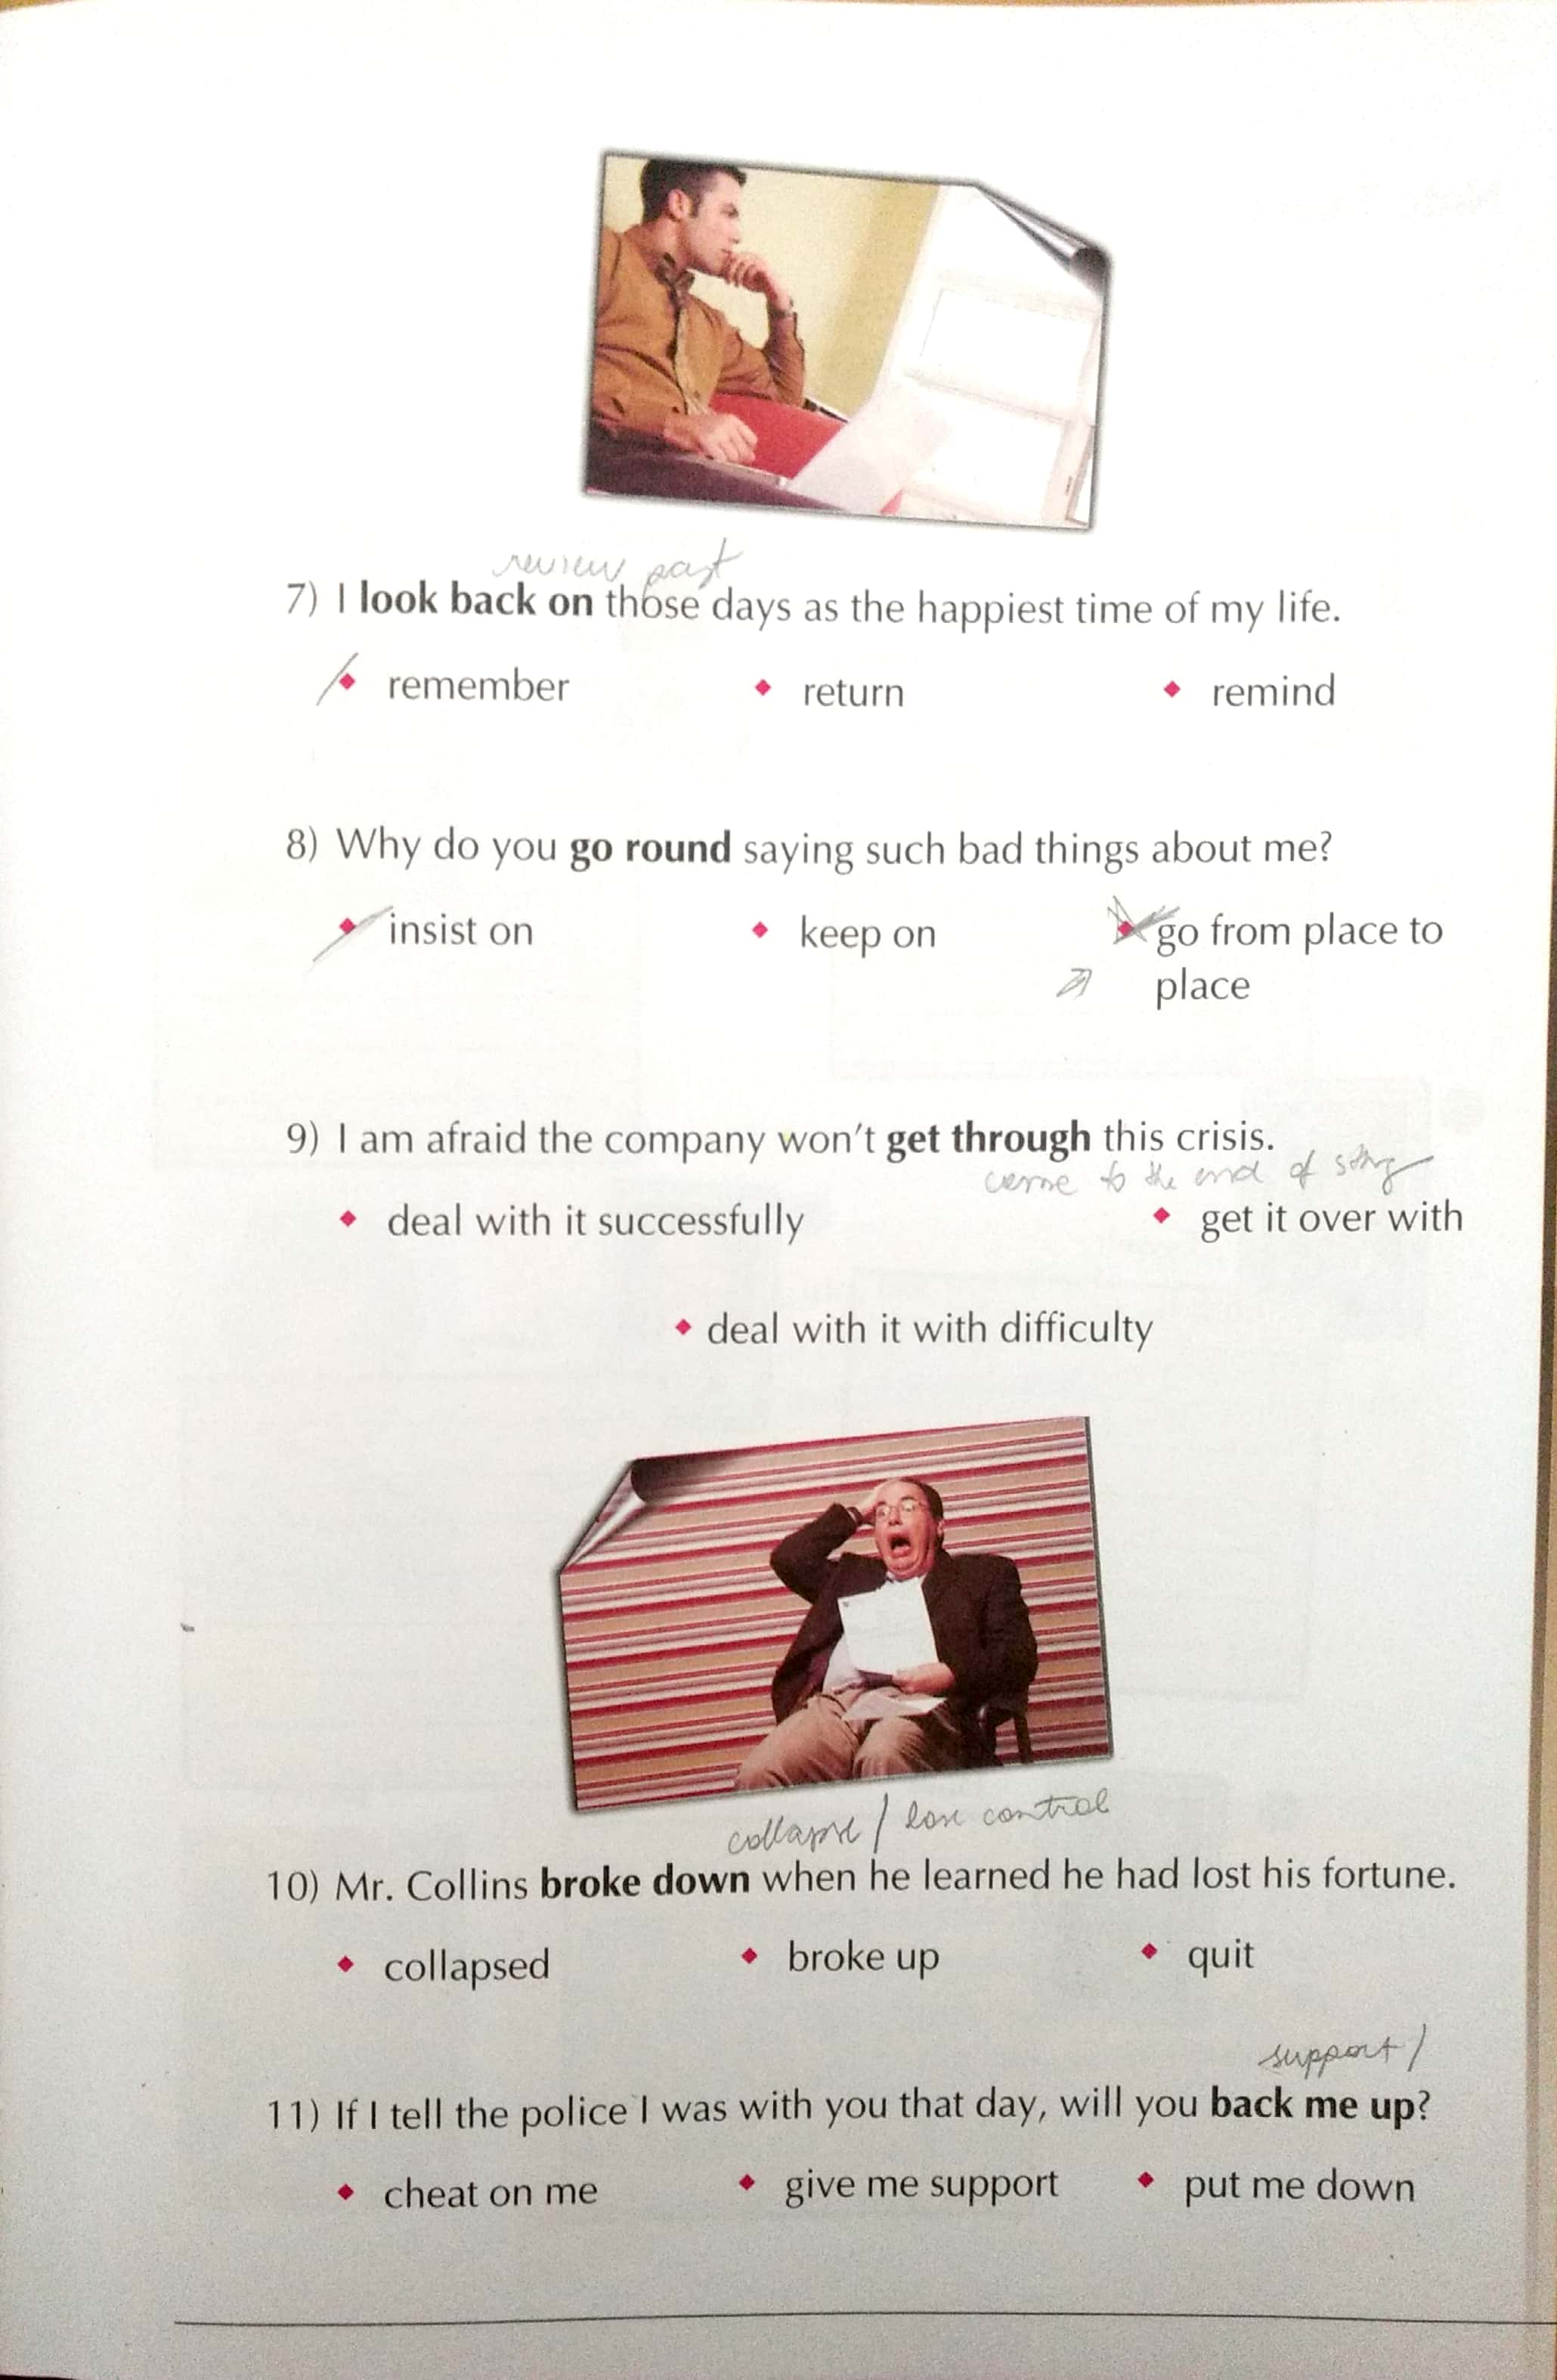 review past
7) I look back on those days as the happiest time of my life.
remember return remind
8) Why do you go round saying such bad things about me?
insist on keep on go from place to
place
9) I am afraid the company won't get through this crisis.
come to the end of sthg
deal with it successfully get it over with
deal with it with difficulty
collapse / lose control
10) Mr. Collins broke down when he learned he had lost his fortune.
collapsed broke up quit
support /
11) If I tell the police I was with you that day, will you back me up?
cheat on me give me support put me down